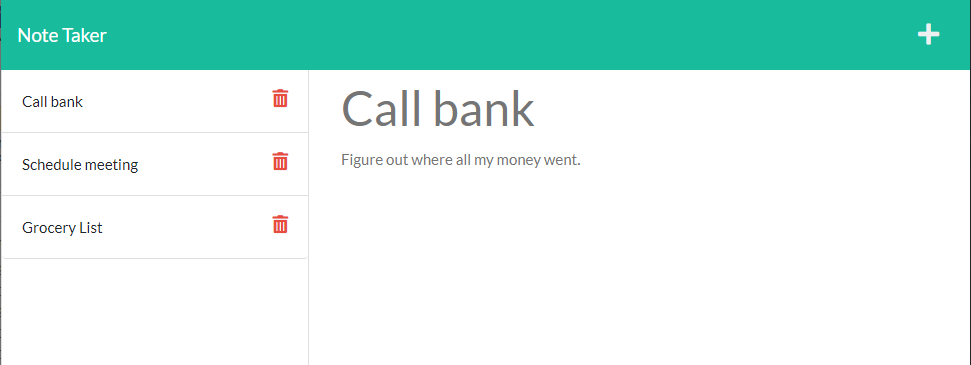 Note Taker
Call bank
Schedule meeting
Grocery List
Call bank
Figure out where all my money went.